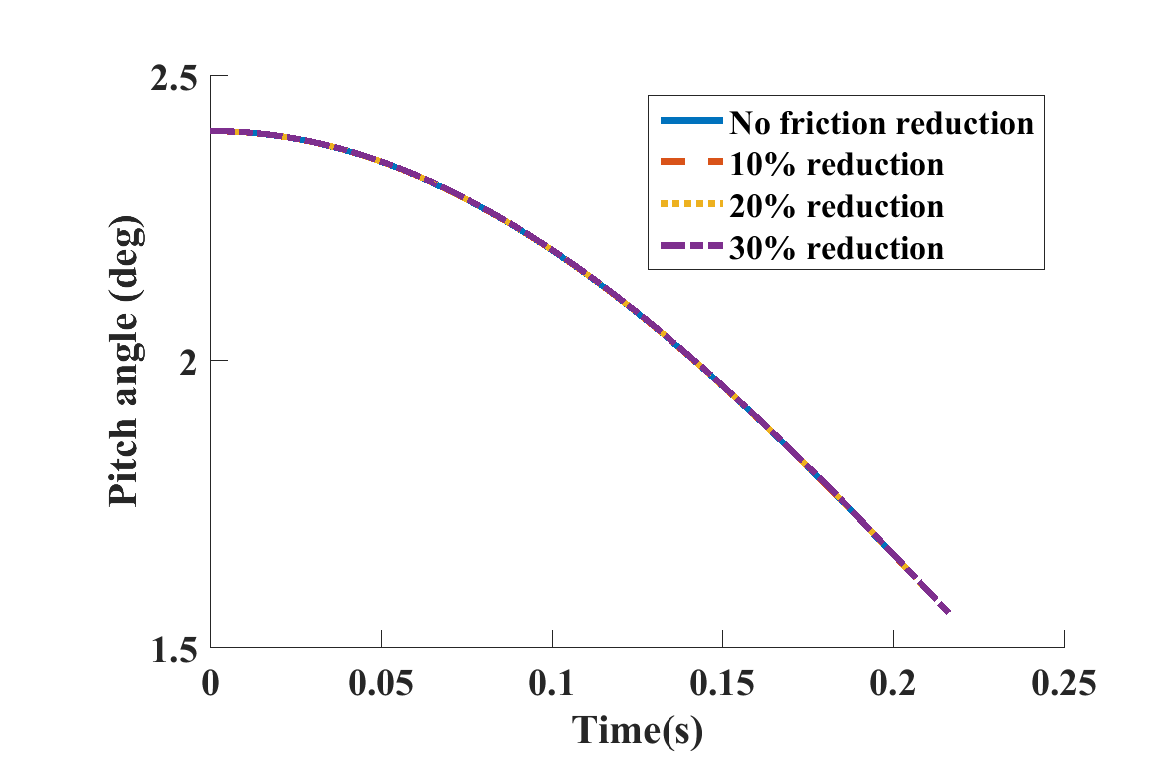 2.5
2
1.5
Pitch angle (deg)
No friction reduction
10% reduction
20% reduction
30% reduction
0 0.05 0.1 0.15 0.2 0.25
Time(s)